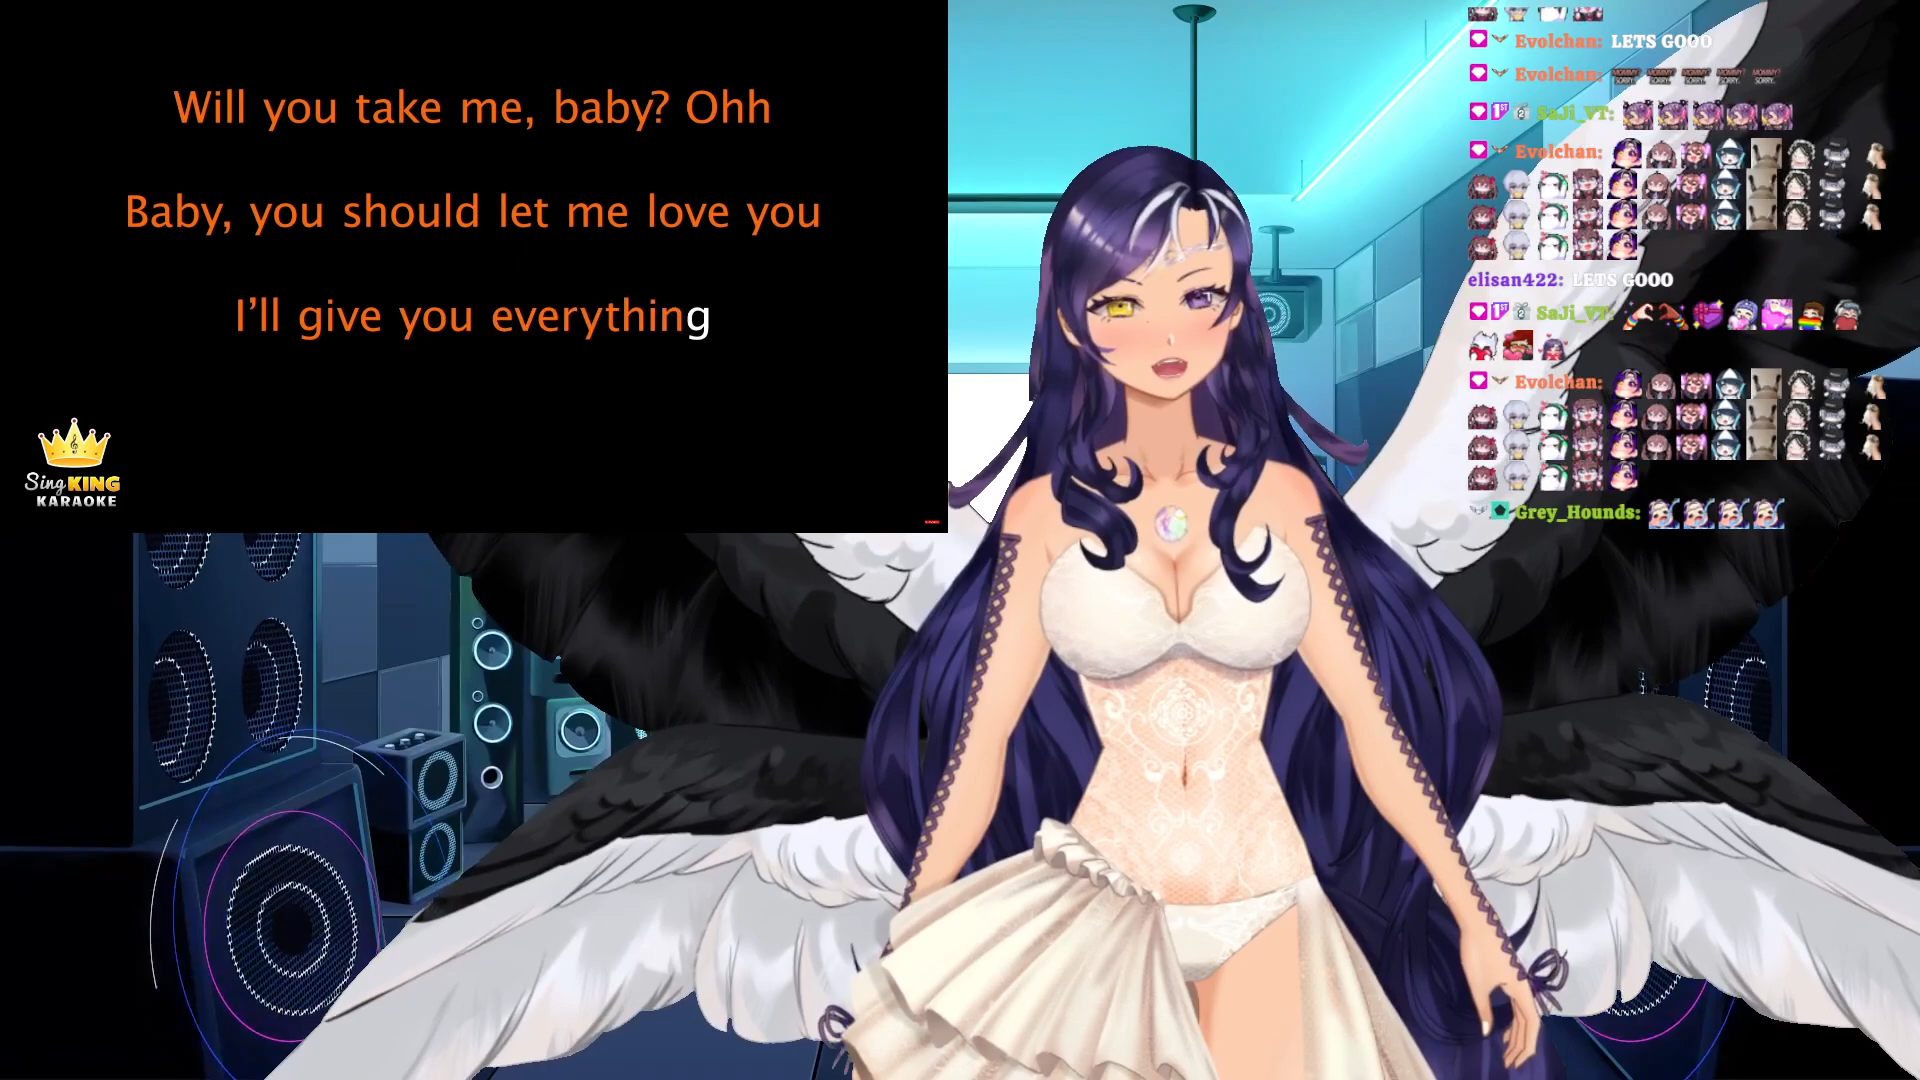 Will you take me, baby? Ohh
Baby, you should let me love you
I'll give you everything
Sing KING
KARAOKE
Evolchan: LETS GOOO
Evolchan:
SaJi_VT:
Evolchan:
elisan422: LETS GOOO
SaJi_VT:
Evolchan:
Grey_Hounds: